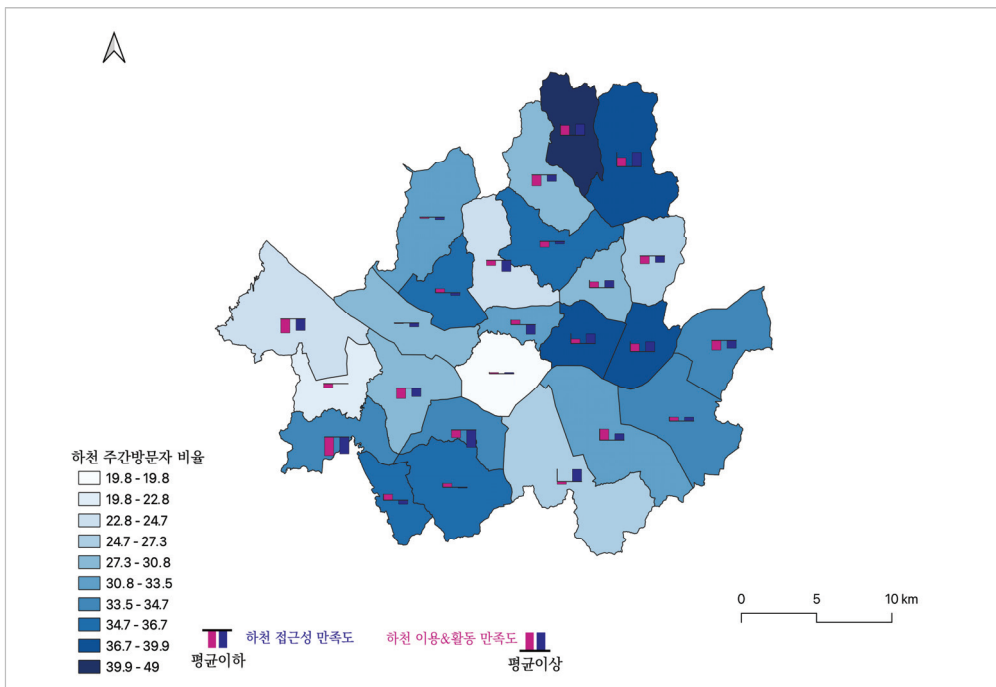 하천 주간방문자 비율
19.8 - 19.8
19.8 - 22.8
22.8 - 24.7
24.7 - 27.3
27.3 - 30.8
30.8 - 33.5
33.5 - 34.7
34.7 - 36.7
36.7 - 39.9
39.9 - 49
하천 접근성 만족도
평균이하
하천 이용&활동 만족도
평균이상
0 5 10 km